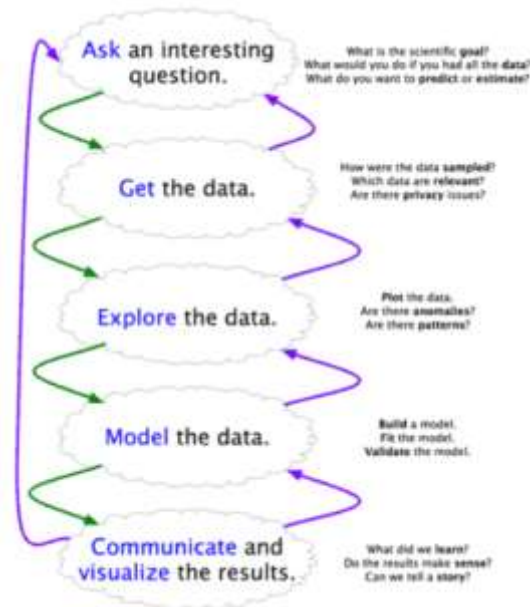 Ask an interesting
question.
What is the scientific goal?
What would you do if you had all the data?
What do you want to predict or estimate?
Get the data.
How were the data sampled?
Which data are relevant?
Are there privacy issues?
Explore the data.
Plot the data.
Are there anomalies?
Are there patterns?
Model the data.
Build a model.
Fit the model.
Validate the model.
Communicate and
visualize the results.
What did we learn?
Do the results make sense?
Can we tell a story?